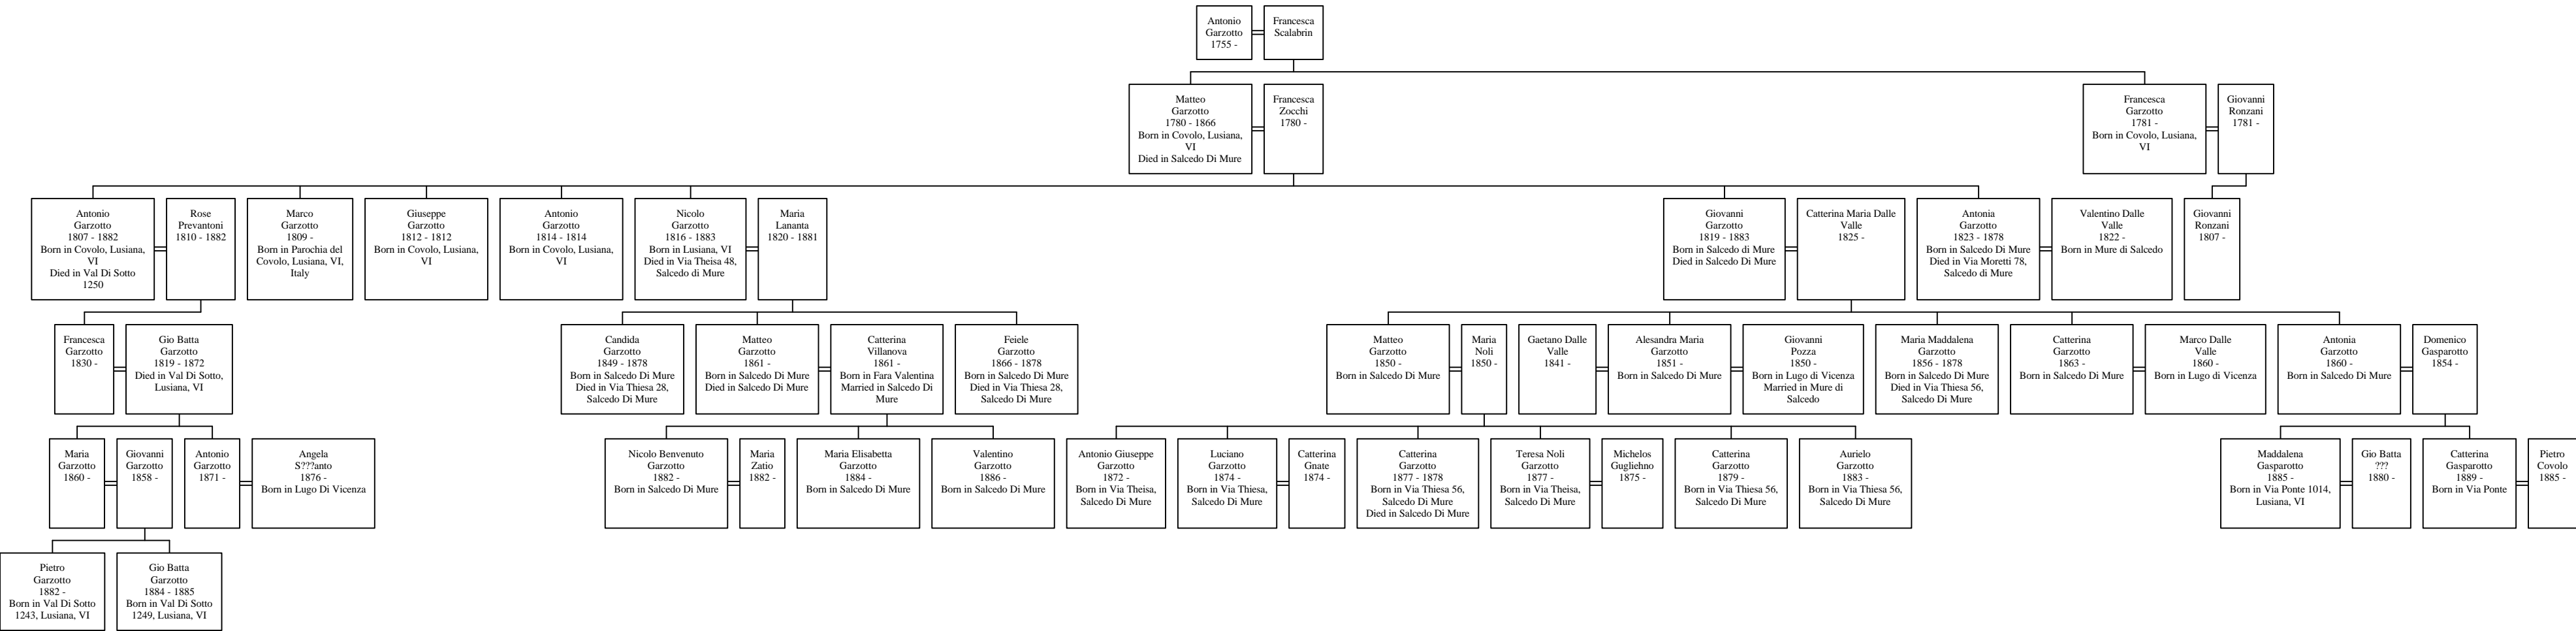 Antonio
Garzotto
1755 -
Francesca
Scalabrin
Matteo
Garzotto
1780 - 1866
Born in Covolo, Lusiana,
VI
Died in Salcedo Di Mure
Francesca
Zocchi
1780 -
Francesca
Garzotto
1781 -
Born in Covolo, Lusiana,
VI
Giovanni
Ronzani
1781 -
Antonio
Garzotto
1807 - 1882
Born in Covolo, Lusiana,
VI
Died in Val Di Sotto
1250
Rose
Prevantoni
1810 - 1882
Marco
Garzotto
1809 -
Born in Parochia del
Covolo, Lusiana, VI,
Italy
Giuseppe
Garzotto
1812 - 1812
Born in Covolo, Lusiana,
VI
Antonio
Garzotto
1814 - 1814
Born in Covolo, Lusiana,
VI
Nicolo
Garzotto
1816 - 1883
Born in Lusiana, VI
Died in Via Theisa 48,
Salcedo di Mure
Maria
Lananta
1820 - 1881
Giovanni
Garzotto
1819 - 1883
Born in Salcedo di Mure
Died in Salcedo Di Mure
Catterina Maria Dalle
Valle
1825 -
Antonia
Garzotto
1823 - 1878
Born in Salcedo Di Mure
Died in Via Moretti 78,
Salcedo di Mure
Valentino Dalle
Valle
1822 -
Born in Mure di Salcedo
Giovanni
Ronzani
1807 -
Francesca
Garzotto
1830 -
Gio Batta
Garzotto
1819 - 1872
Died in Val Di Sotto,
Lusiana, VI
Candida
Garzotto
1849 - 1878
Born in Salcedo Di Mure
Died in Via Thiesa 28,
Salcedo Di Mure
Matteo
Garzotto
1861 -
Born in Salcedo Di Mure
Died in Salcedo Di Mure
Catterina
Villanova
1861 -
Born in Fara Valentina
Married in Salcedo Di
Mure
Feiele
Garzotto
1866 - 1878
Born in Salcedo Di Mure
Died in Via Thiesa 28,
Salcedo Di Mure
Matteo
Garzotto
1850 -
Born in Salcedo Di Mure
Maria
Noli
1850 -
Gaetano Dalle
Valle
1841 -
Alesandra Maria
Garzotto
1851 -
Born in Salcedo Di Mure
Giovanni
Pozza
1850 -
Born in Lugo di Vicenza
Married in Mure di
Salcedo
Maria Maddalena
Garzotto
1856 - 1878
Born in Salcedo Di Mure
Died in Via Thiesa 56,
Salcedo Di Mure
Catterina
Garzotto
1863 -
Born in Salcedo Di Mure
Marco Dalle
Valle
1860 -
Born in Lugo di Vicenza
Antonia
Garzotto
1860 -
Born in Salcedo Di Mure
Domenico
Gasparotto
1854 -
Maria
Garzotto
1860 -
Giovanni
Garzotto
1858 -
Antonio
Garzotto
1871 -
Angela
S???anto
1876 -
Born in Lugo Di Vicenza
Nicolo Benvenuto
Garzotto
1882 -
Born in Salcedo Di Mure
Maria
Zatio
1882 -
Maria Elisabetta
Garzotto
1884 -
Born in Salcedo Di Mure
Valentino
Garzotto
1886 -
Born in Salcedo Di Mure
Antonio Giuseppe
Garzotto
1872 -
Born in Via Theisa,
Salcedo Di Mure
Luciano
Garzotto
1874 -
Born in Via Thiesa,
Salcedo Di Mure
Catterina
Gnate
1874 -
Catterina
Garzotto
1877 - 1878
Born in Via Thiesa 56,
Salcedo Di Mure
Died in Salcedo Di Mure
Teresa Noli
Garzotto
1877 -
Born in Via Theisa,
Salcedo Di Mure
Michelos
Gugliehno
1875 -
Catterina
Garzotto
1879 -
Born in Via Thiesa 56,
Salcedo Di Mure
Aurielo
Garzotto
1883 -
Born in Via Thiesa 56,
Salcedo Di Mure
Maddalena
Gasparotto
1885 -
Born in Via Ponte 1014,
Lusiana, VI
Gio Batta
???
1880 -
Catterina
Gasparotto
1889 -
Born in Via Ponte
Pietro
Covolo
1885 -
Pietro
Garzotto
1882 -
Born in Val Di Sotto
1243, Lusiana, VI
Gio Batta
Garzotto
1884 - 1885
Born in Val Di Sotto
1249, Lusiana, VI